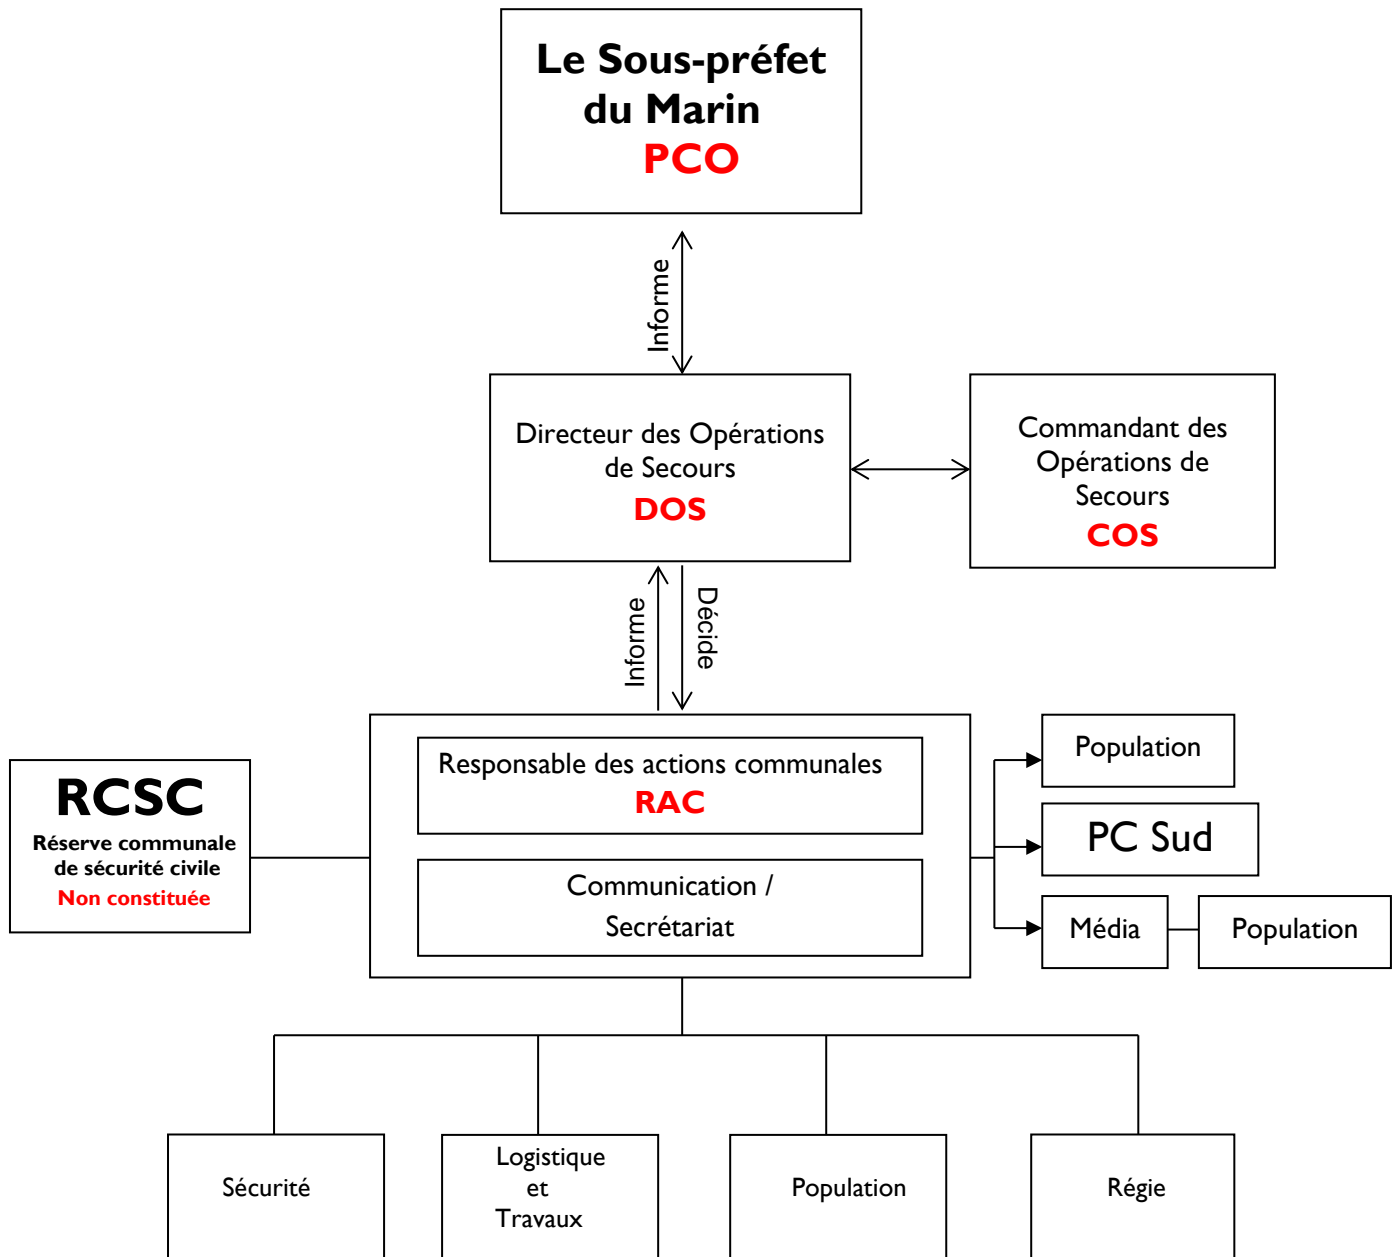 Le Sous-préfet
du Marin
PCO
Informe
Directeur des Opérations
de Secours
DOS
Commandant des
Opérations de
Secours
COS
Informe
Décide
RCSC
Réserve communale
de sécurité civile
Non constituée
Responsable des actions communales
RAC
Communication /
Secrétariat
Population
PC Sud
Média
Population
Sécurité
Logistique
et
Travaux
Population
Régie